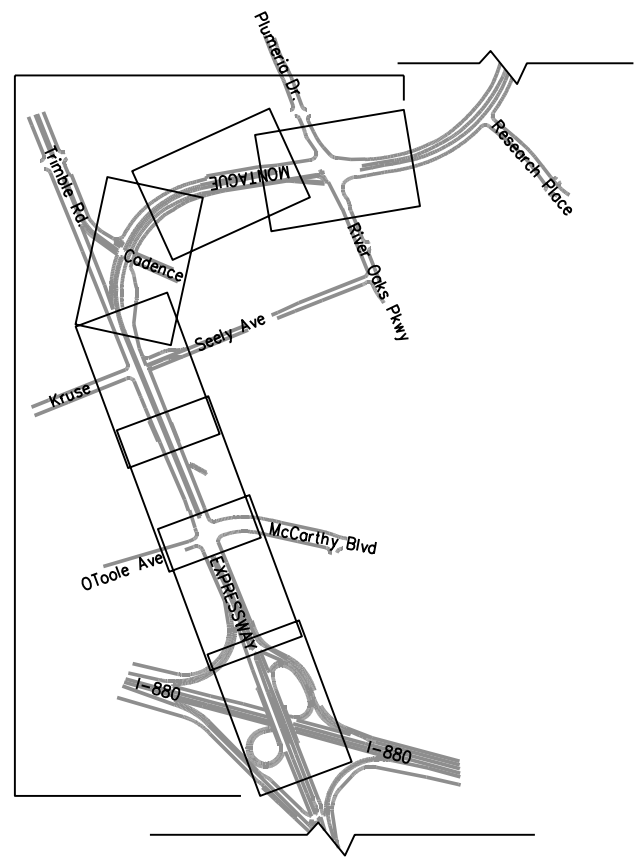 Plumeria Dr.
Research Place
Trimble Rd.
MONTAGUE
River Oaks Pkwy
Cadence
Seely Ave
Kruse
McCarthy Blvd
OToole Ave
EXPRESSWAY
I-880
I-880